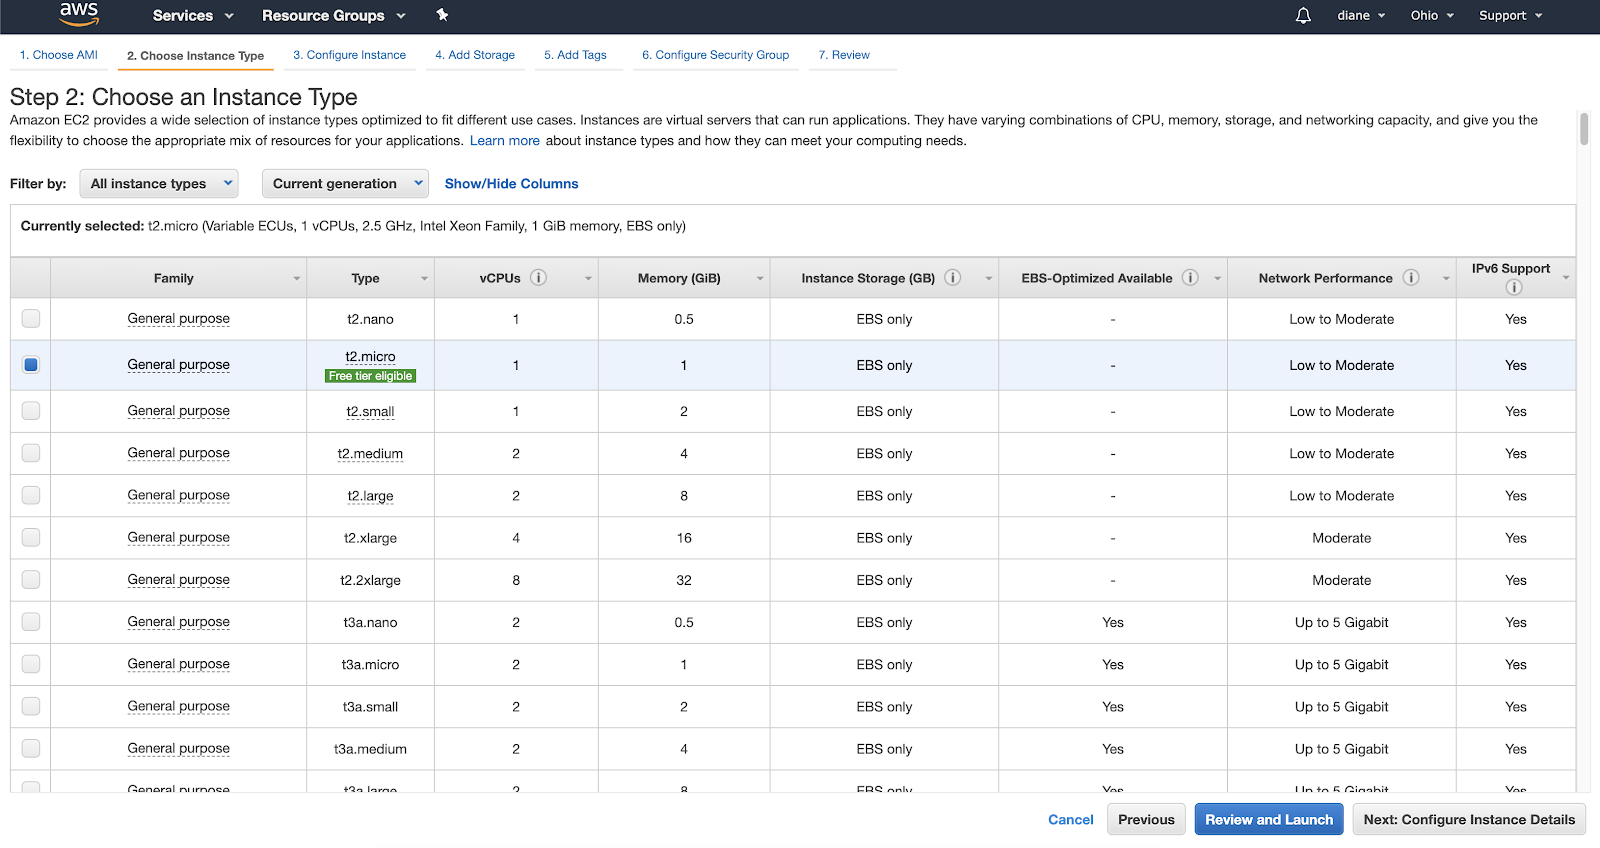 aws Services Resource Groups diane Ohio Support
1. Choose AMI 2. Choose Instance Type 3. Configure Instance 4. Add Storage 5. Add Tags 6. Configure Security Group 7. Review
Step 2: Choose an Instance Type
Amazon EC2 provides a wide selection of instance types optimized to fit different use cases. Instances are virtual servers that can run applications. They have varying combinations of CPU, memory, storage, and networking capacity, and give you the
flexibility to choose the appropriate mix of resources for your applications. Learn more about instance types and how they can meet your computing needs.
Filter by: All instance types Current generation Show/Hide Columns
Currently selected: t2.micro (Variable ECUs, 1 vCPUs, 2.5 GHz, Intel Xeon Family, 1 GiB memory, EBS only)
Family Type vCPUs i Memory (GiB) Instance Storage (GB) i EBS-Optimized Available i Network Performance i IPv6 Support i
General purpose t2.nano 1 0.5 EBS only - Low to Moderate Yes
General purpose t2.micro Free tier eligible 1 1 EBS only - Low to Moderate Yes
General purpose t2.small 1 2 EBS only - Low to Moderate Yes
General purpose t2.medium 2 4 EBS only - Low to Moderate Yes
General purpose t2.large 2 8 EBS only - Low to Moderate Yes
General purpose t2.xlarge 4 16 EBS only - Moderate Yes
General purpose t2.2xlarge 8 32 EBS only - Moderate Yes
General purpose t3a.nano 2 0.5 EBS only Yes Up to 5 Gigabit Yes
General purpose t3a.micro 2 1 EBS only Yes Up to 5 Gigabit Yes
General purpose t3a.small 2 2 EBS only Yes Up to 5 Gigabit Yes
General purpose t3a.medium 2 4 EBS only Yes Up to 5 Gigabit Yes
General purpose t3a.large 2 8 EBS only Yes Up to 5 Gigabit Yes
Cancel Previous Review and Launch Next: Configure Instance Details